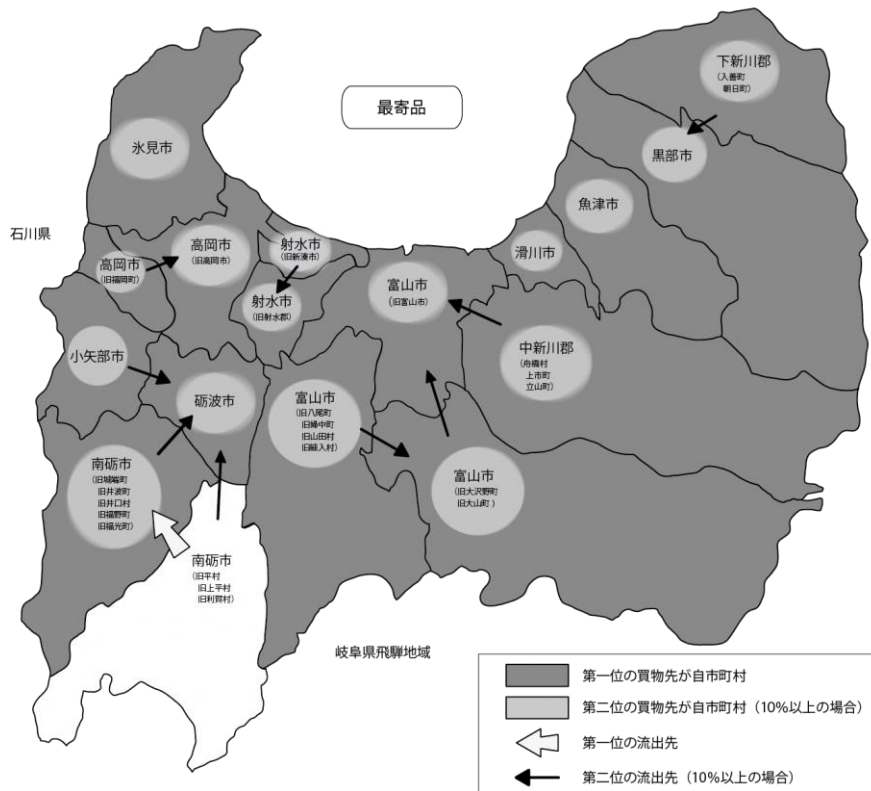 最寄品
下新川郡
(入善町
朝日町)
黒部市
氷見市
魚津市
石川県
高岡市
(旧福岡町)
高岡市
(旧高岡市)
射水市
(旧新湊市)
射水市
(旧射水郡)
滑川市
富山市
(旧富山市)
中新川郡
(舟橋村
上市町
立山町)
小矢部市
砺波市
富山市
(旧八尾町
旧婦中町
旧山田村
旧細入村)
富山市
(旧大沢野町
旧大山町)
南砺市
(旧城端町
旧井波町
旧井口村
旧福野町
旧福光町)
南砺市
(旧平村
旧上平村
旧利賀村)
岐阜県飛騨地域
第一位の買物先が自市町村
第二位の買物先が自市町村(10%以上の場合)
第一位の流出先
第二位の流出先(10%以上の場合)